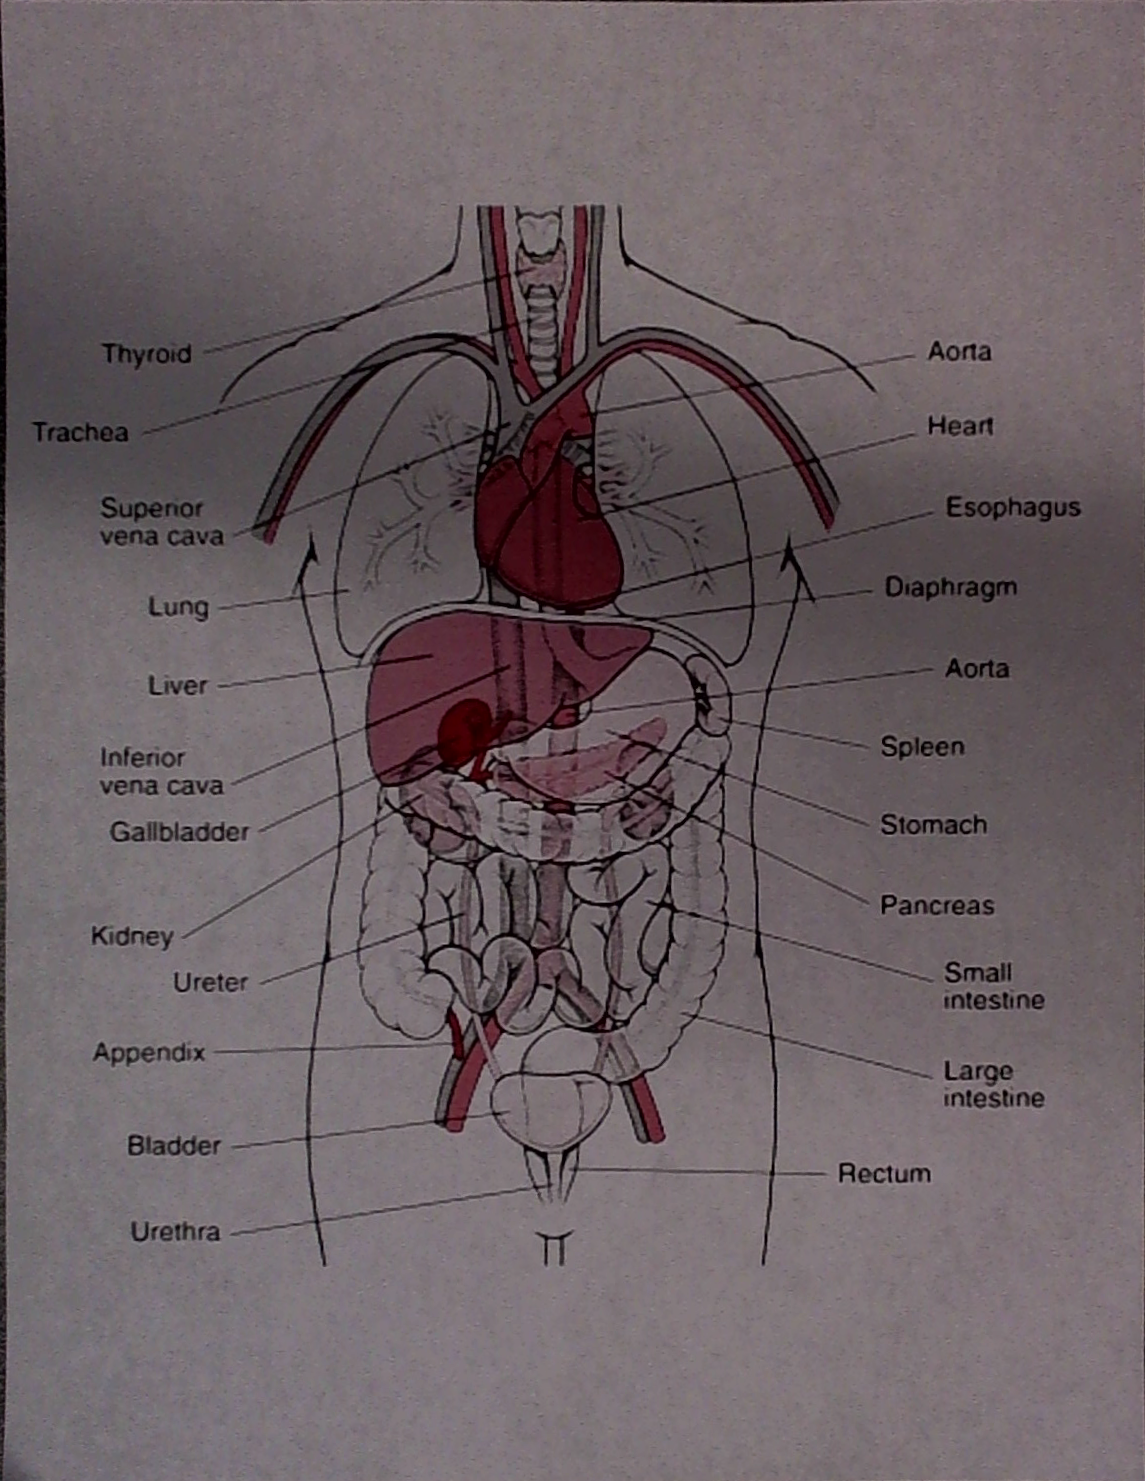 Thyroid
Trachea
Superior
vena cava
Lung
Liver
Inferior
vena cava
Gallbladder
Kidney
Ureter
Appendix
Bladder
Urethra
Aorta
Heart
Esophagus
Diaphragm
Aorta
Spleen
Stomach
Pancreas
Small
intestine
Large
intestine
Rectum